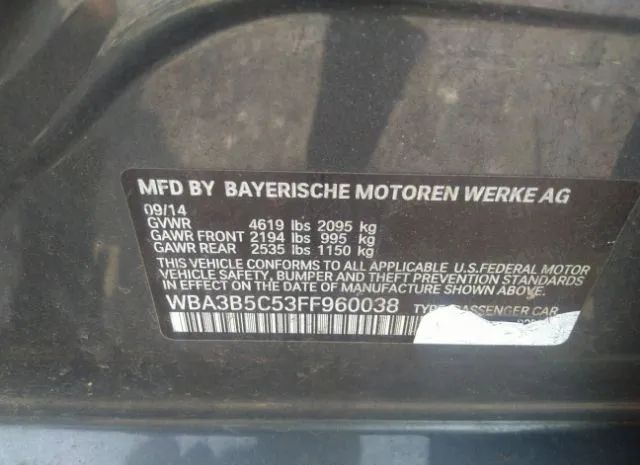 MFD BY BAYERISCHE MOTOREN WERKE AG
09/14
GVWR 4619 lbs 2095 kg
GAWR FRONT 2194 lbs 995 kg
GAWR REAR 2535 lbs 1150 kg
THIS VEHICLE CONFORMS TO ALL APPLICABLE U.S.FEDERAL MOTOR
VEHICLE SAFETY, BUMPER AND THEFT PREVENTION STANDARDS
IN EFFECT ON THE DATE OF MANUFACTURE SHOWN ABOVE.
WBA3B5C53FF960038 TYPE: PASSENGER CAR